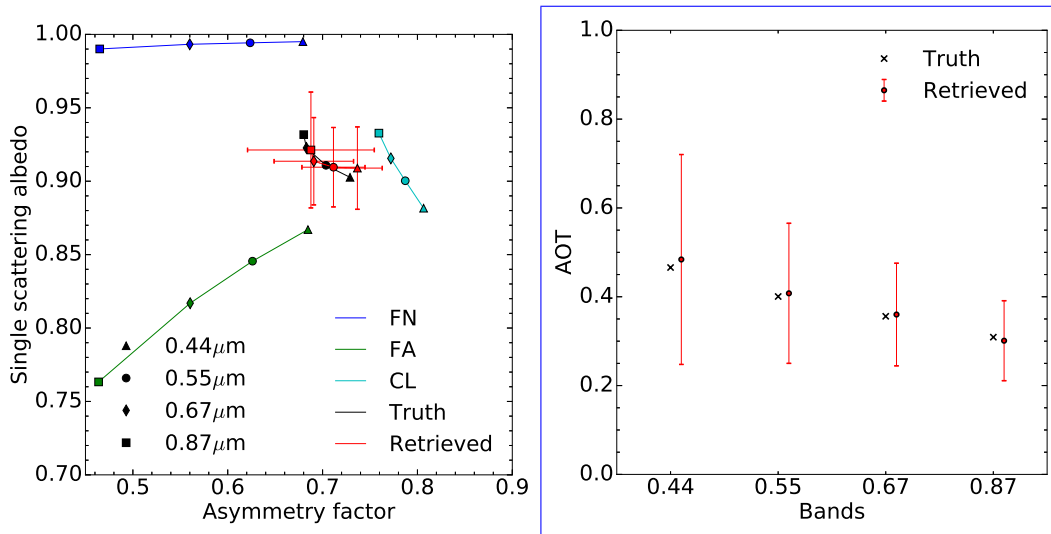 Single scattering albedo
1.00
0.95
0.90
0.85
0.80
0.75
0.70
0.5 0.6 0.7 0.8 0.9
Asymmetry factor
0.44μm
0.55μm
0.67μm
0.87μm
FN
FA
CL
Truth
Retrieved
AOT
1.0
0.8
0.6
0.4
0.2
0.0
0.44 0.55 0.67 0.87
Bands
Truth
Retrieved